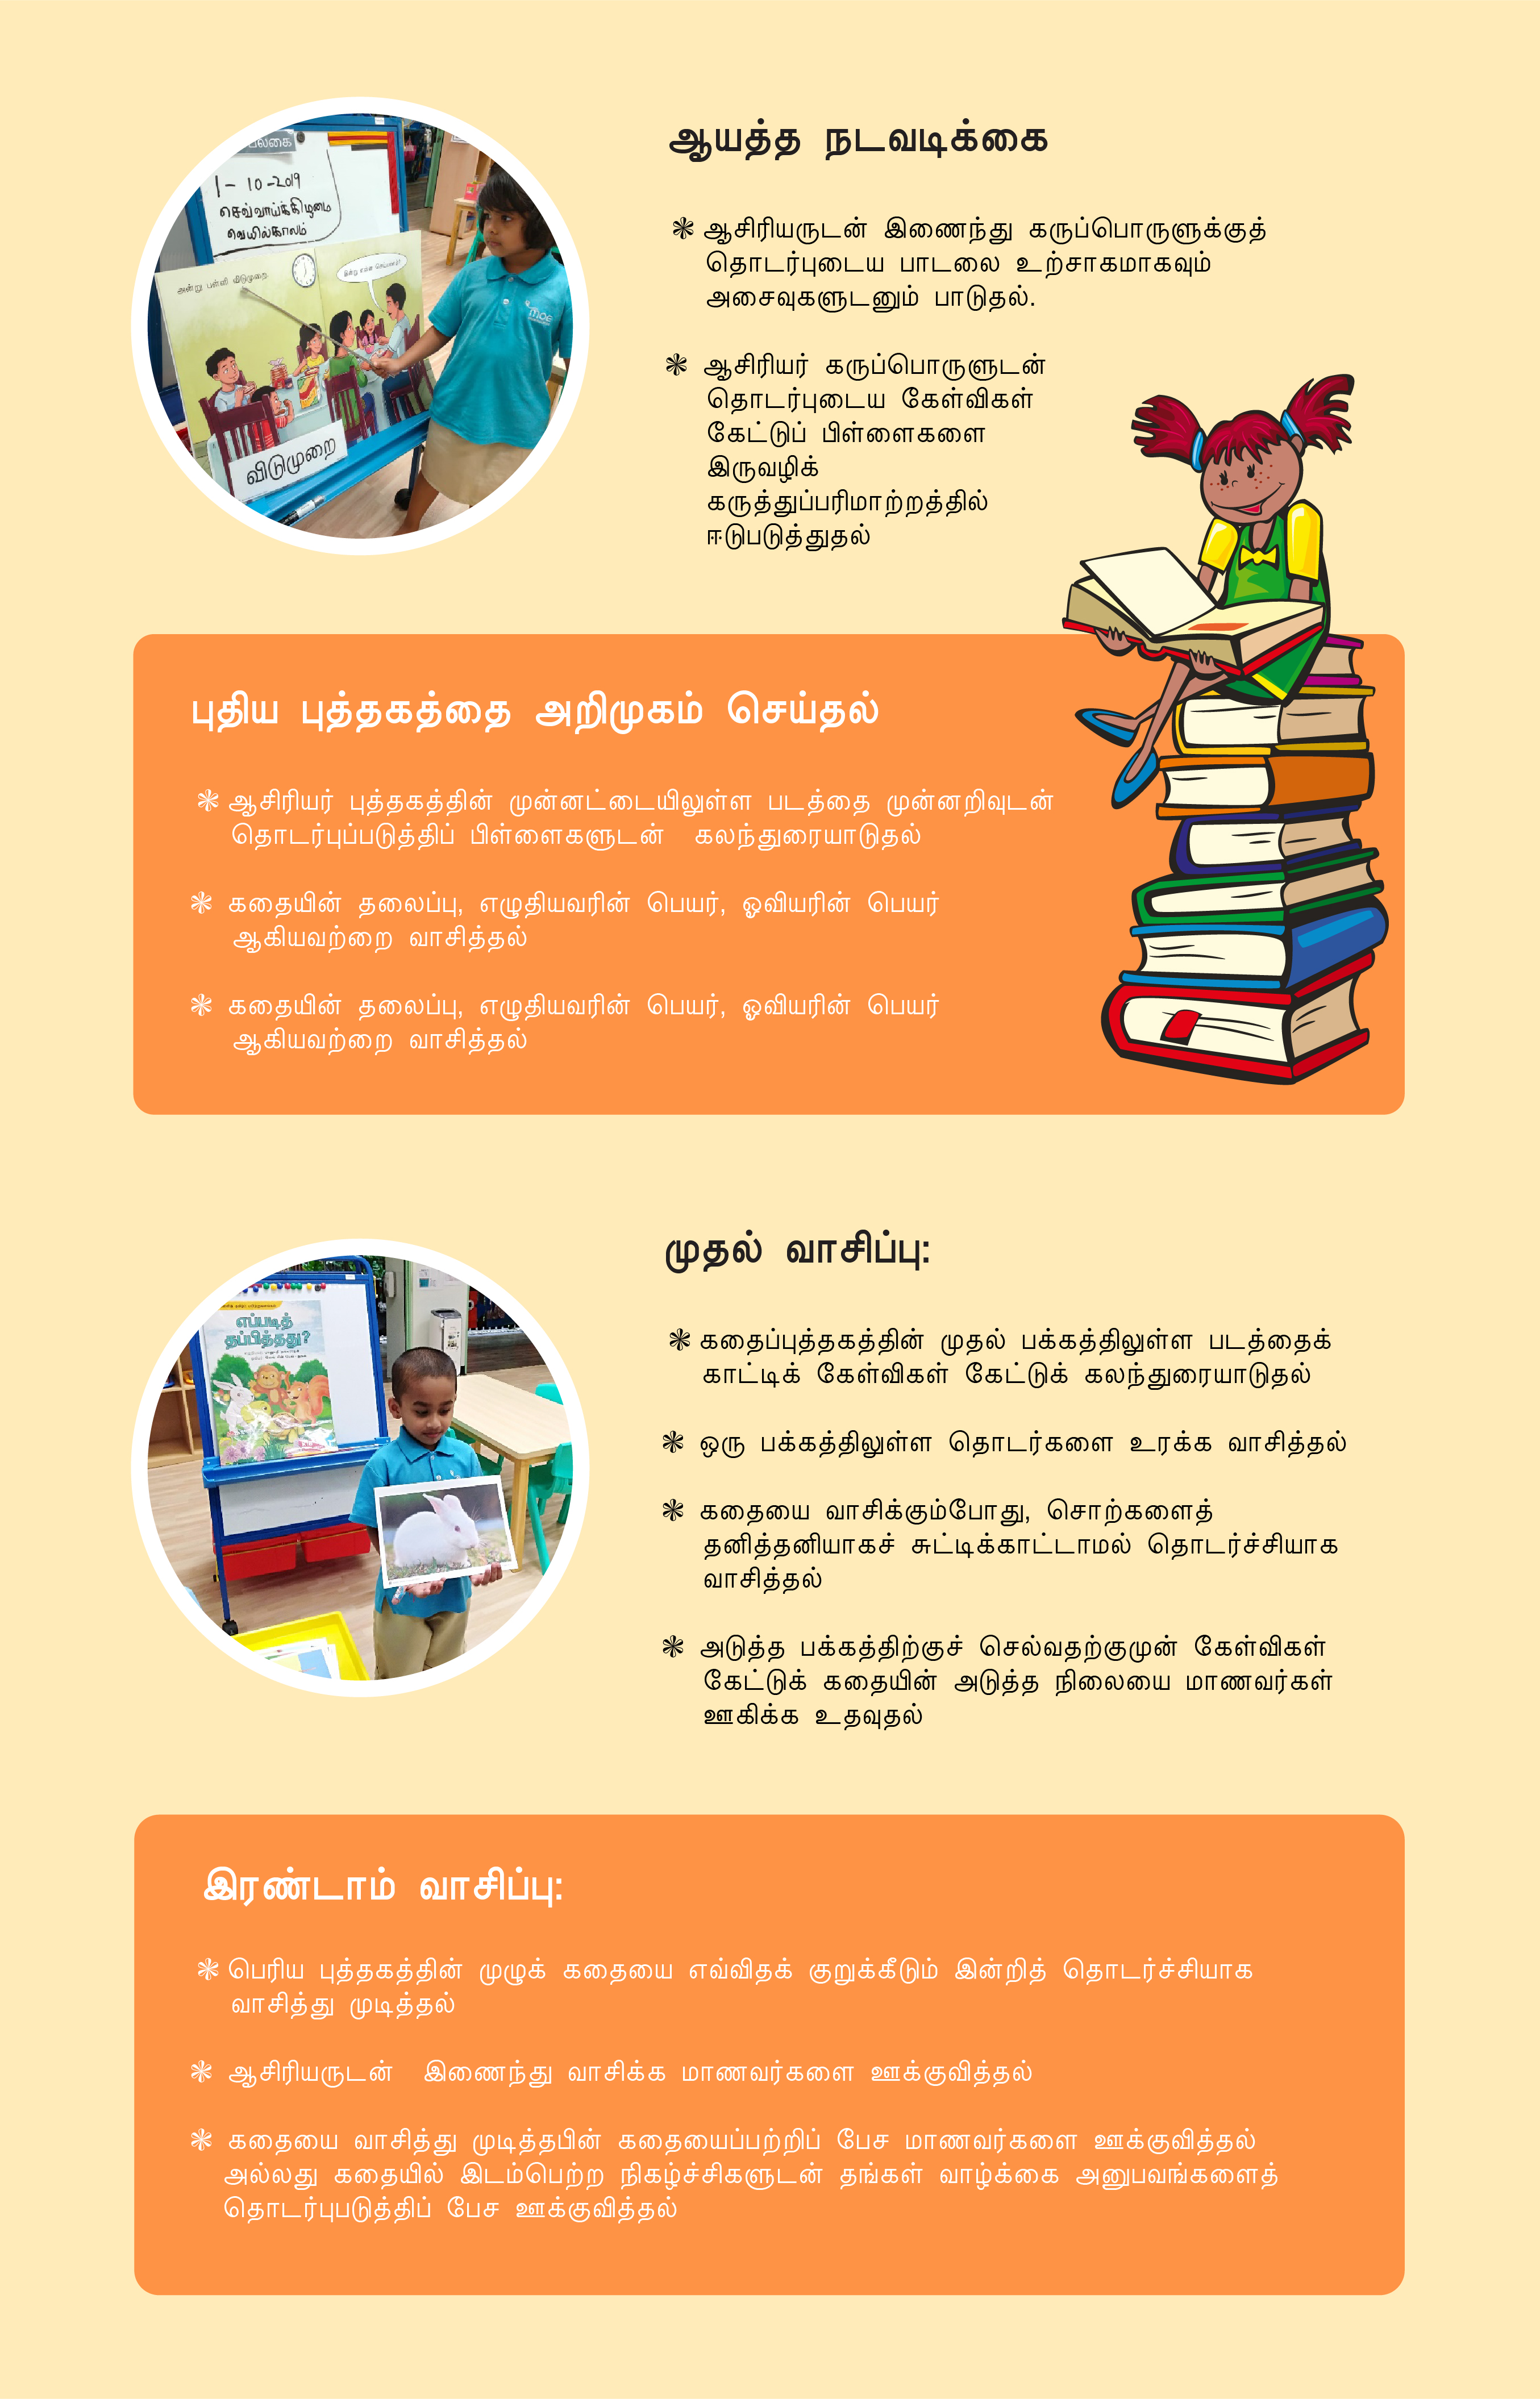 பலகை
1 - 10 -2019
செவ்வாய்க்கிழமை
வெயில்காலம்
அன்று பள்ளி விடுமுறை.
விடுமுறை
moe
ஆயத்த நடவடிக்கை
❃ ஆசிரியருடன் இணைந்து கருப்பொருளுக்குத்
தொடர்புடைய பாடலை உற்சாகமாகவும்
அசைவுகளுடனும் பாடுதல்.
❃ ஆசிரியர் கருப்பொருளுடன்
தொடர்புடைய கேள்விகள்
கேட்டுப் பிள்ளைகளை
இருவழிக்
கருத்துப்பரிமாற்றத்தில்
ஈடுபடுத்துதல்
புதிய புத்தகத்தை அறிமுகம் செய்தல்
❃ ஆசிரியர் புத்தகத்தின் முன்னட்டையிலுள்ள படத்தை முன்னறிவுடன்
தொடர்புப்படுத்திப் பிள்ளைகளுடன் கலந்துரையாடுதல்
❃ கதையின் தலைப்பு, எழுதியவரின் பெயர், ஓவியரின் பெயர்
ஆகியவற்றை வாசித்தல்
❃ கதையின் தலைப்பு, எழுதியவரின் பெயர், ஓவியரின் பெயர்
ஆகியவற்றை வாசித்தல்
எப்படித்
தப்பித்தது?
முதல் வாசிப்பு:
❃ கதைப்புத்தகத்தின் முதல் பக்கத்திலுள்ள படத்தைக்
காட்டிக் கேள்விகள் கேட்டுக் கலந்துரையாடுதல்
❃ ஒரு பக்கத்திலுள்ள தொடர்களை உரக்க வாசித்தல்
❃ கதையை வாசிக்கும்போது, சொற்களைத்
தனித்தனியாகச் சுட்டிக்காட்டாமல் தொடர்ச்சியாக
வாசித்தல்
❃ அடுத்த பக்கத்திற்குச் செல்வதற்குமுன் கேள்விகள்
கேட்டுக் கதையின் அடுத்த நிலையை மாணவர்கள்
ஊகிக்க உதவுதல்
இரண்டாம் வாசிப்பு:
❃ பெரிய புத்தகத்தின் முழுக் கதையை எவ்விதக் குறுக்கீடும் இன்றித் தொடர்ச்சியாக
வாசித்து முடித்தல்
❃ ஆசிரியருடன் இணைந்து வாசிக்க மாணவர்களை ஊக்குவித்தல்
❃ கதையை வாசித்து முடித்தபின் கதையைப்பற்றிப் பேச மாணவர்களை ஊக்குவித்தல்
அல்லது கதையில் இடம்பெற்ற நிகழ்ச்சிகளுடன் தங்கள் வாழ்க்கை அனுபவங்களைத்
தொடர்புபடுத்திப் பேச ஊக்குவித்தல்